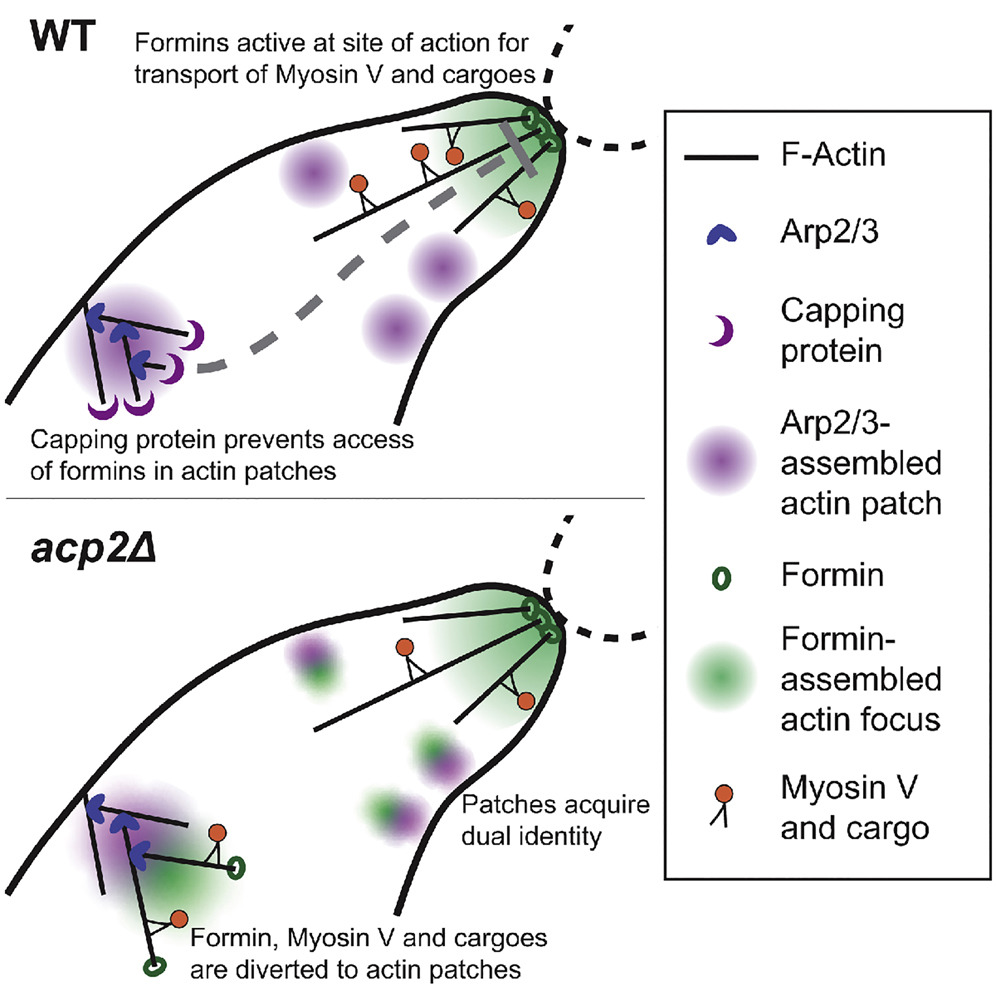 WT
Formins active at site of action for
transport of Myosin V and cargoes
Capping protein prevents access
of formins in actin patches
acp2Δ
Patches acquire
dual identity
Formin, Myosin V and cargoes
are diverted to actin patches
F-Actin
Arp2/3
Capping
protein
Arp2/3-
assembled
actin patch
Formin
Formin-
assembled
actin focus
Myosin V
and cargo